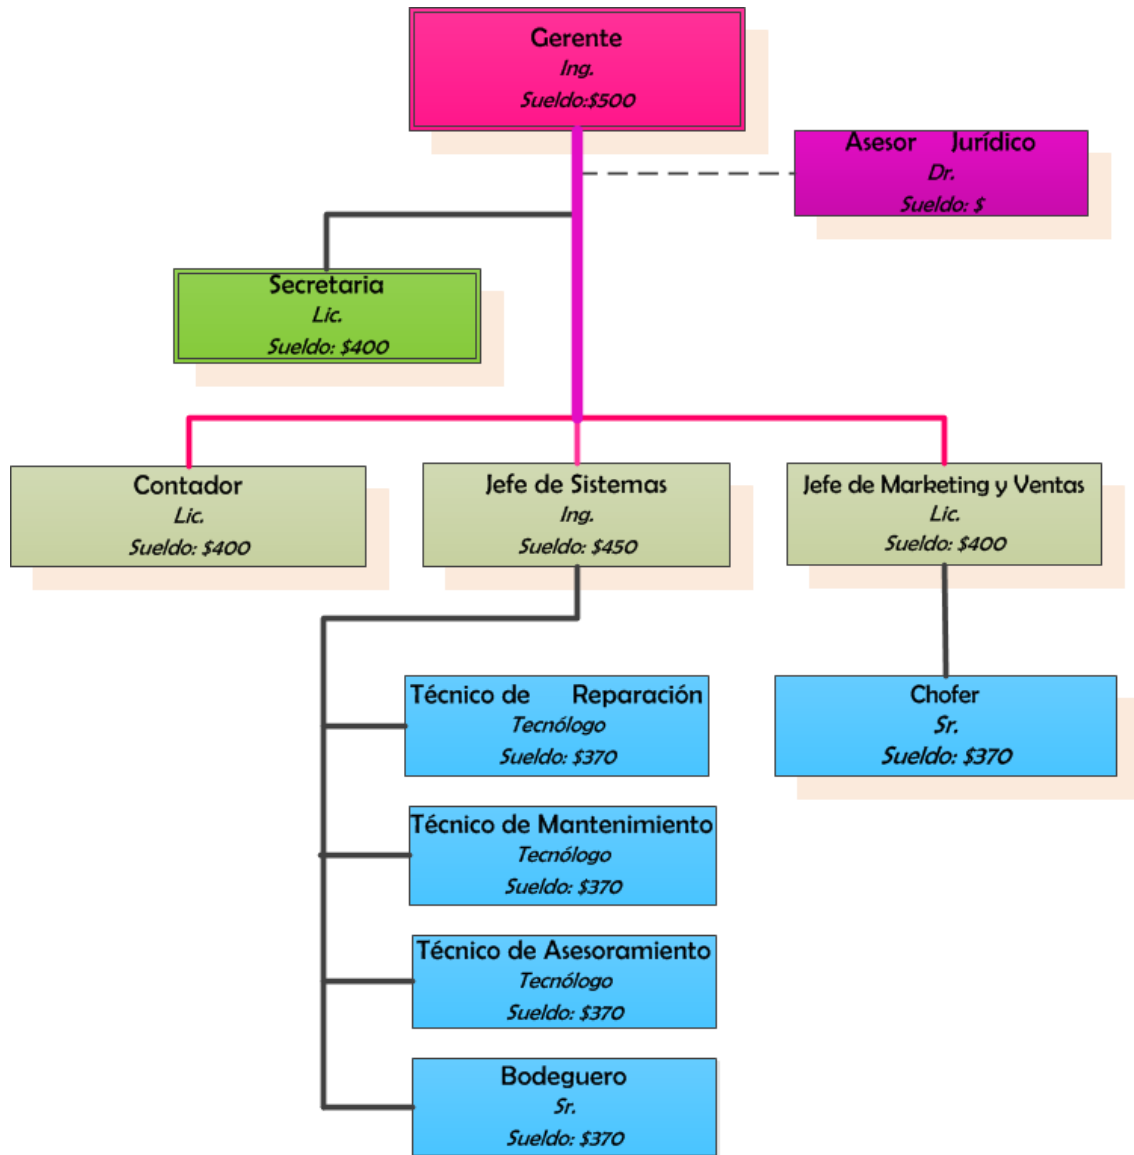 Gerente
Ing.
Sueldo:$500
Asesor Jurídico
Dr.
Sueldo: $
Secretaria
Lic.
Sueldo: $400
Contador
Lic.
Sueldo: $400
Jefe de Sistemas
Ing.
Sueldo: $450
Jefe de Marketing y Ventas
Lic.
Sueldo: $400
Técnico de Reparación
Tecnólogo
Sueldo: $370
Chofer
Sr.
Sueldo: $370
Técnico de Mantenimiento
Tecnólogo
Sueldo: $370
Técnico de Asesoramiento
Tecnólogo
Sueldo: $370
Bodeguero
Sr.
Sueldo: $370